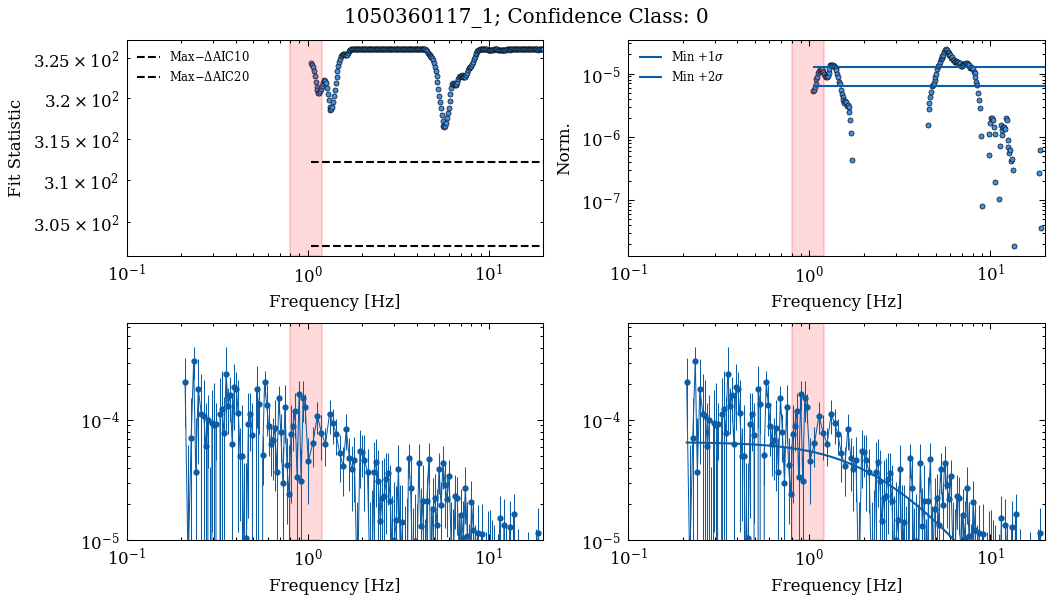 1050360117_1; Confidence Class: 0
Fit Statistic
3.25 × 10²
3.2 × 10²
3.15 × 10²
3.1 × 10²
3.05 × 10²
Max−ΔAIC10
Max−ΔAIC20
10⁻¹ 10⁰ 10¹
Frequency [Hz]
Norm.
10⁻⁵
10⁻⁶
10⁻⁷
Min +1σ
Min +2σ
10⁻¹ 10⁰ 10¹
Frequency [Hz]
10⁻⁴
10⁻⁵
10⁻¹ 10⁰ 10¹
Frequency [Hz]
10⁻⁴
10⁻⁵
10⁻¹ 10⁰ 10¹
Frequency [Hz]